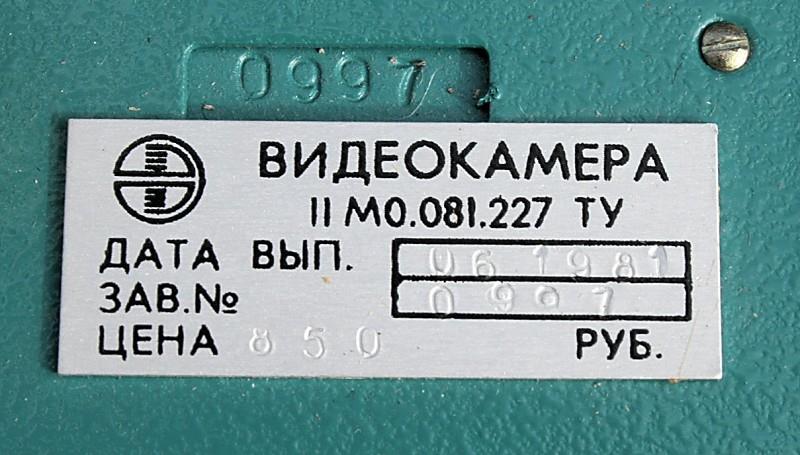 0997
ВИДЕОКАМЕРА
II М0.081.227 ТУ
ДАТА ВЫП. 06 1981
ЗАВ.№ 0997
ЦЕНА 850 РУБ.